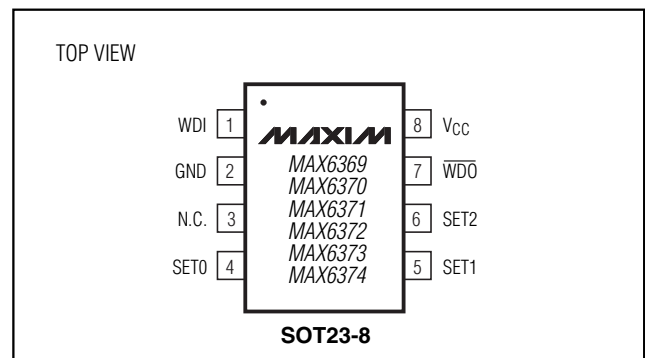 TOP VIEW
WDI 1 MAXIM 8 VCC
GND 2 MAX6369 7 W̅D̅O̅
MAX6370
N.C. 3 MAX6371 6 SET2
MAX6372
SET0 4 MAX6373 5 SET1
MAX6374
SOT23-8